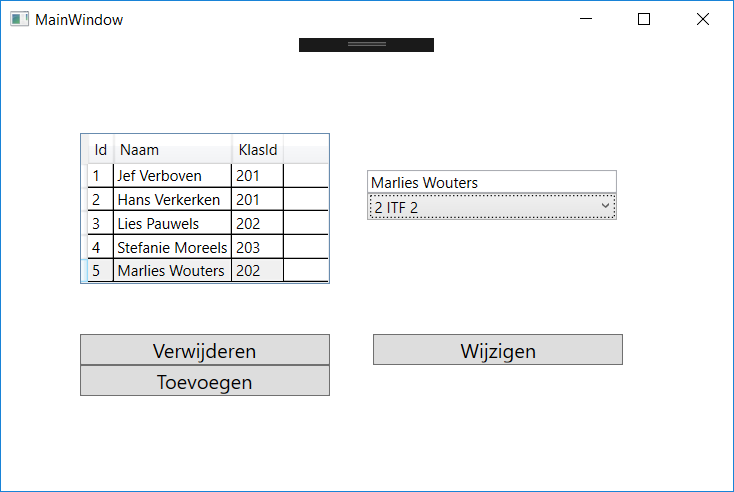 MainWindow
Id Naam KlasId
1 Jef Verboven 201
2 Hans Verkerken 201
3 Lies Pauwels 202
4 Stefanie Moreels 203
5 Marlies Wouters 202
Marlies Wouters
2 ITF 2
Verwijderen
Toevoegen
Wijzigen